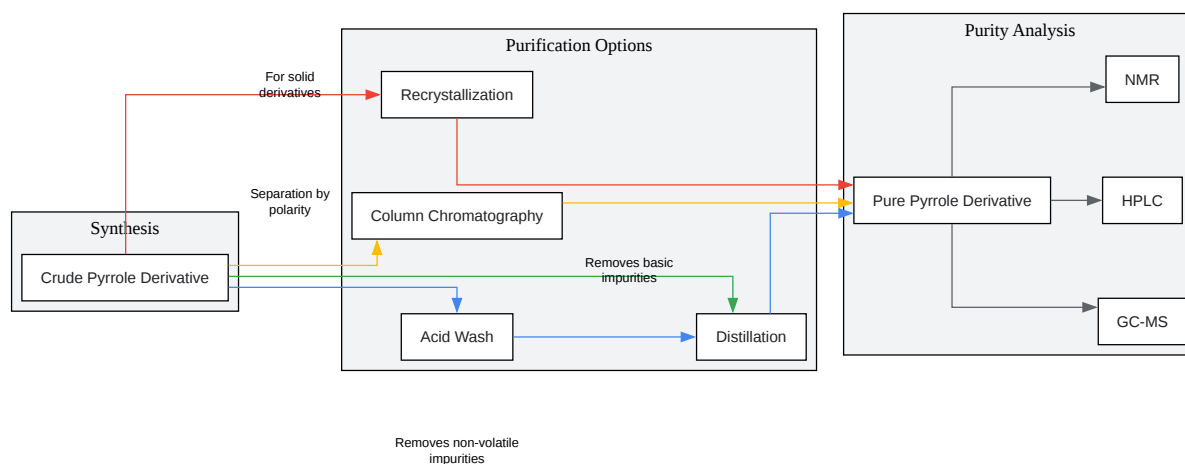 Purity Analysis
Purification Options
For solid
derivatives
Recrystallization
NMR
Separation by
polarity
Column Chromatography
Pure Pyrrole Derivative
HPLC
Synthesis
Crude Pyrrole Derivative
Removes basic
impurities
Acid Wash
Distillation
GC-MS
Removes non-volatile
impurities